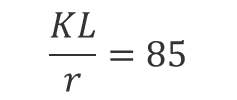 KL/r = 85